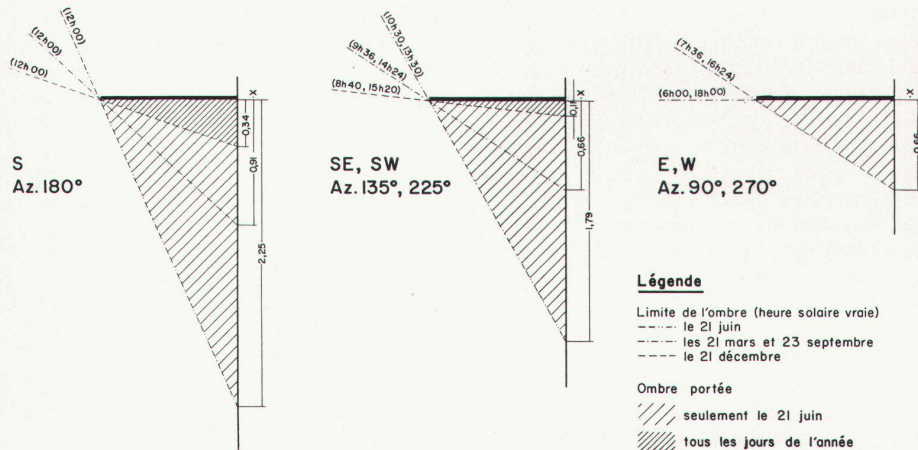 (12h00)
(12h00)
(12h00)
x
0,34
0,91
2,25
S
Az. 180°
(10h30, 13h30)
(9h36, 14h24)
(8h40, 15h20)
x
0,66
1,79
SE, SW
Az. 135°, 225°
(7h36, 16h24)
(6h00, 18h00)
x
0,66
E, W
Az. 90°, 270°
Légende
Limite de l'ombre (heure solaire vraie)
le 21 juin
les 21 mars et 23 septembre
le 21 décembre
Ombre portée
seulement le 21 juin
tous les jours de l'année